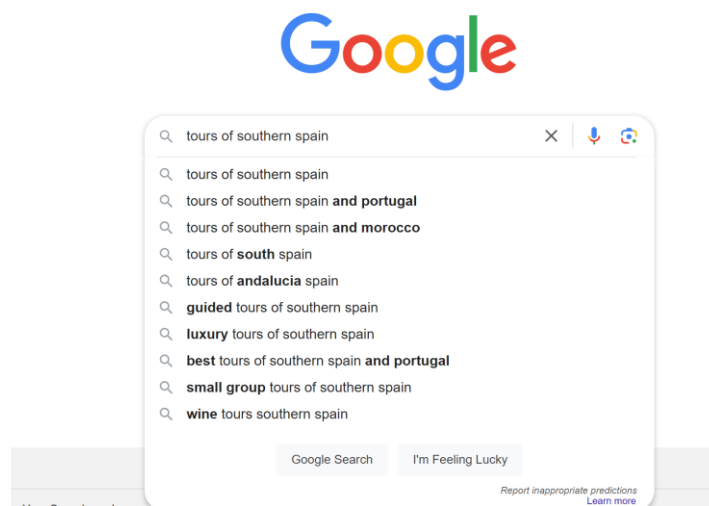 Google
tours of southern spain
tours of southern spain
tours of southern spain and portugal
tours of southern spain and morocco
tours of south spain
tours of andalucia spain
guided tours of southern spain
luxury tours of southern spain
best tours of southern spain and portugal
small group tours of southern spain
wine tours southern spain
Google Search I'm Feeling Lucky
Report inappropriate predictions
Learn more